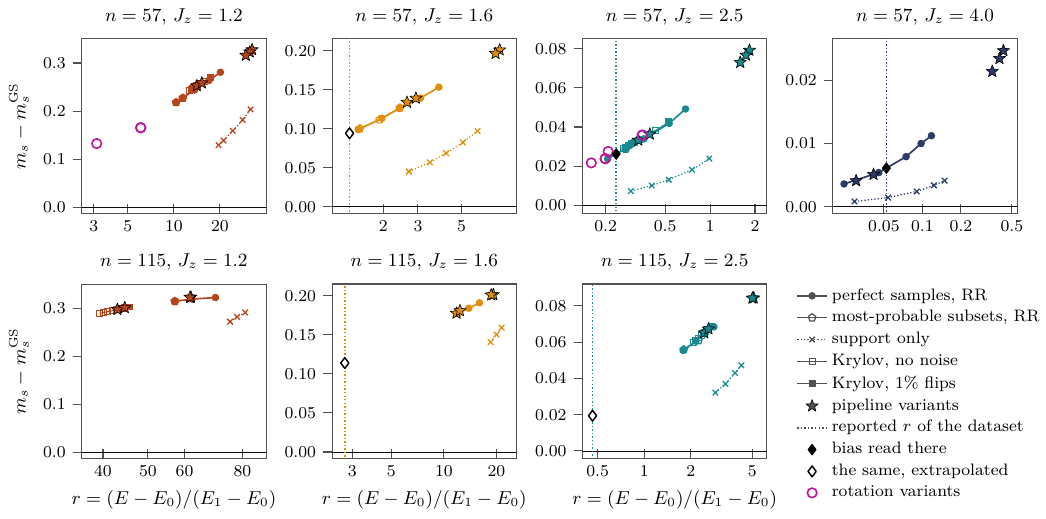 n = 57, J_z = 1.2
n = 57, J_z = 1.6
n = 57, J_z = 2.5
n = 57, J_z = 4.0
m_s − m_s^GS
0.3
0.2
0.1
0.0
3 5 10 20
0.20
0.15
0.10
0.05
0.00
2 3 5
0.08
0.06
0.04
0.02
0.00
0.2 0.5 1 2
0.02
0.01
0.00
0.05 0.1 0.2 0.5
n = 115, J_z = 1.2
n = 115, J_z = 1.6
n = 115, J_z = 2.5
m_s − m_s^GS
0.3
0.2
0.1
0.0
40 50 60 80
r = (E − E_0)/(E_1 − E_0)
0.20
0.15
0.10
0.05
0.00
3 5 10 20
r = (E − E_0)/(E_1 − E_0)
0.08
0.06
0.04
0.02
0.00
0.5 1 2 5
r = (E − E_0)/(E_1 − E_0)
perfect samples, RR
most-probable subsets, RR
support only
Krylov, no noise
Krylov, 1% flips
pipeline variants
reported r of the dataset
bias read there
the same, extrapolated
rotation variants